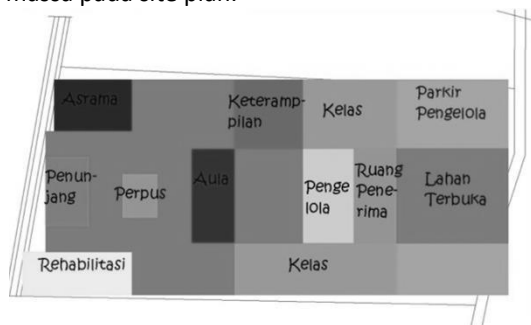 massa pada site plan.
Asrama
Keteramp-
pilan
Kelas
Parkir
Pengelola
Penun-
jang
Perpus
Aula
Penge
lola
Ruang
Pene-
rima
Lahan
Terbuka
Rehabilitasi
Kelas